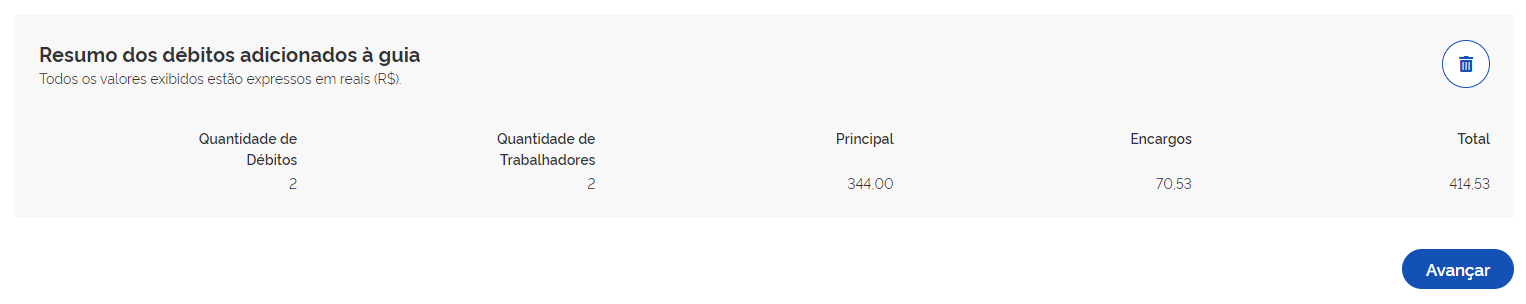 Resumo dos débitos adicionados à guia
Todos os valores exibidos estão expressos em reais (R$).
Quantidade de
Débitos
2
Quantidade de
Trabalhadores
2
Principal
344,00
Encargos
70,53
Total
414,53
Avançar